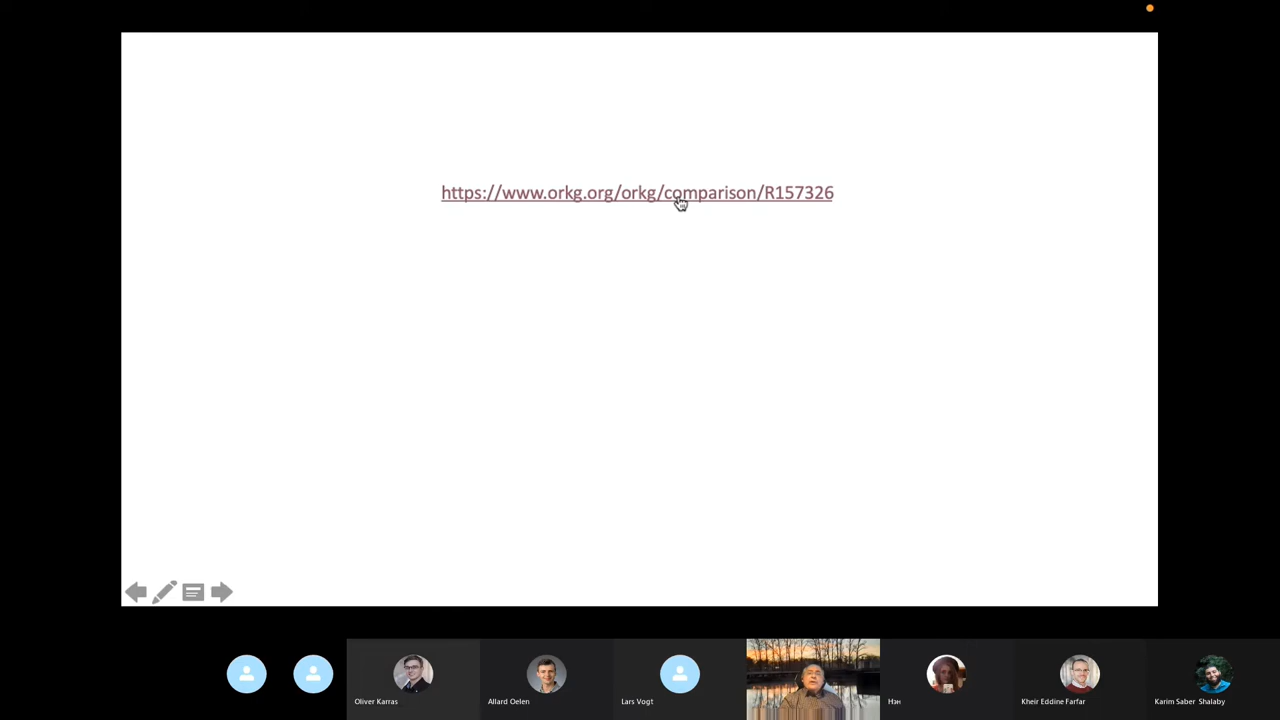 https://www.orkg.org/orkg/comparison/R157326
Oliver Karras
Allard Oelen
Lars Vogt
Нэн
Kheir Eddine Farfar
Karim Saber Shalaby